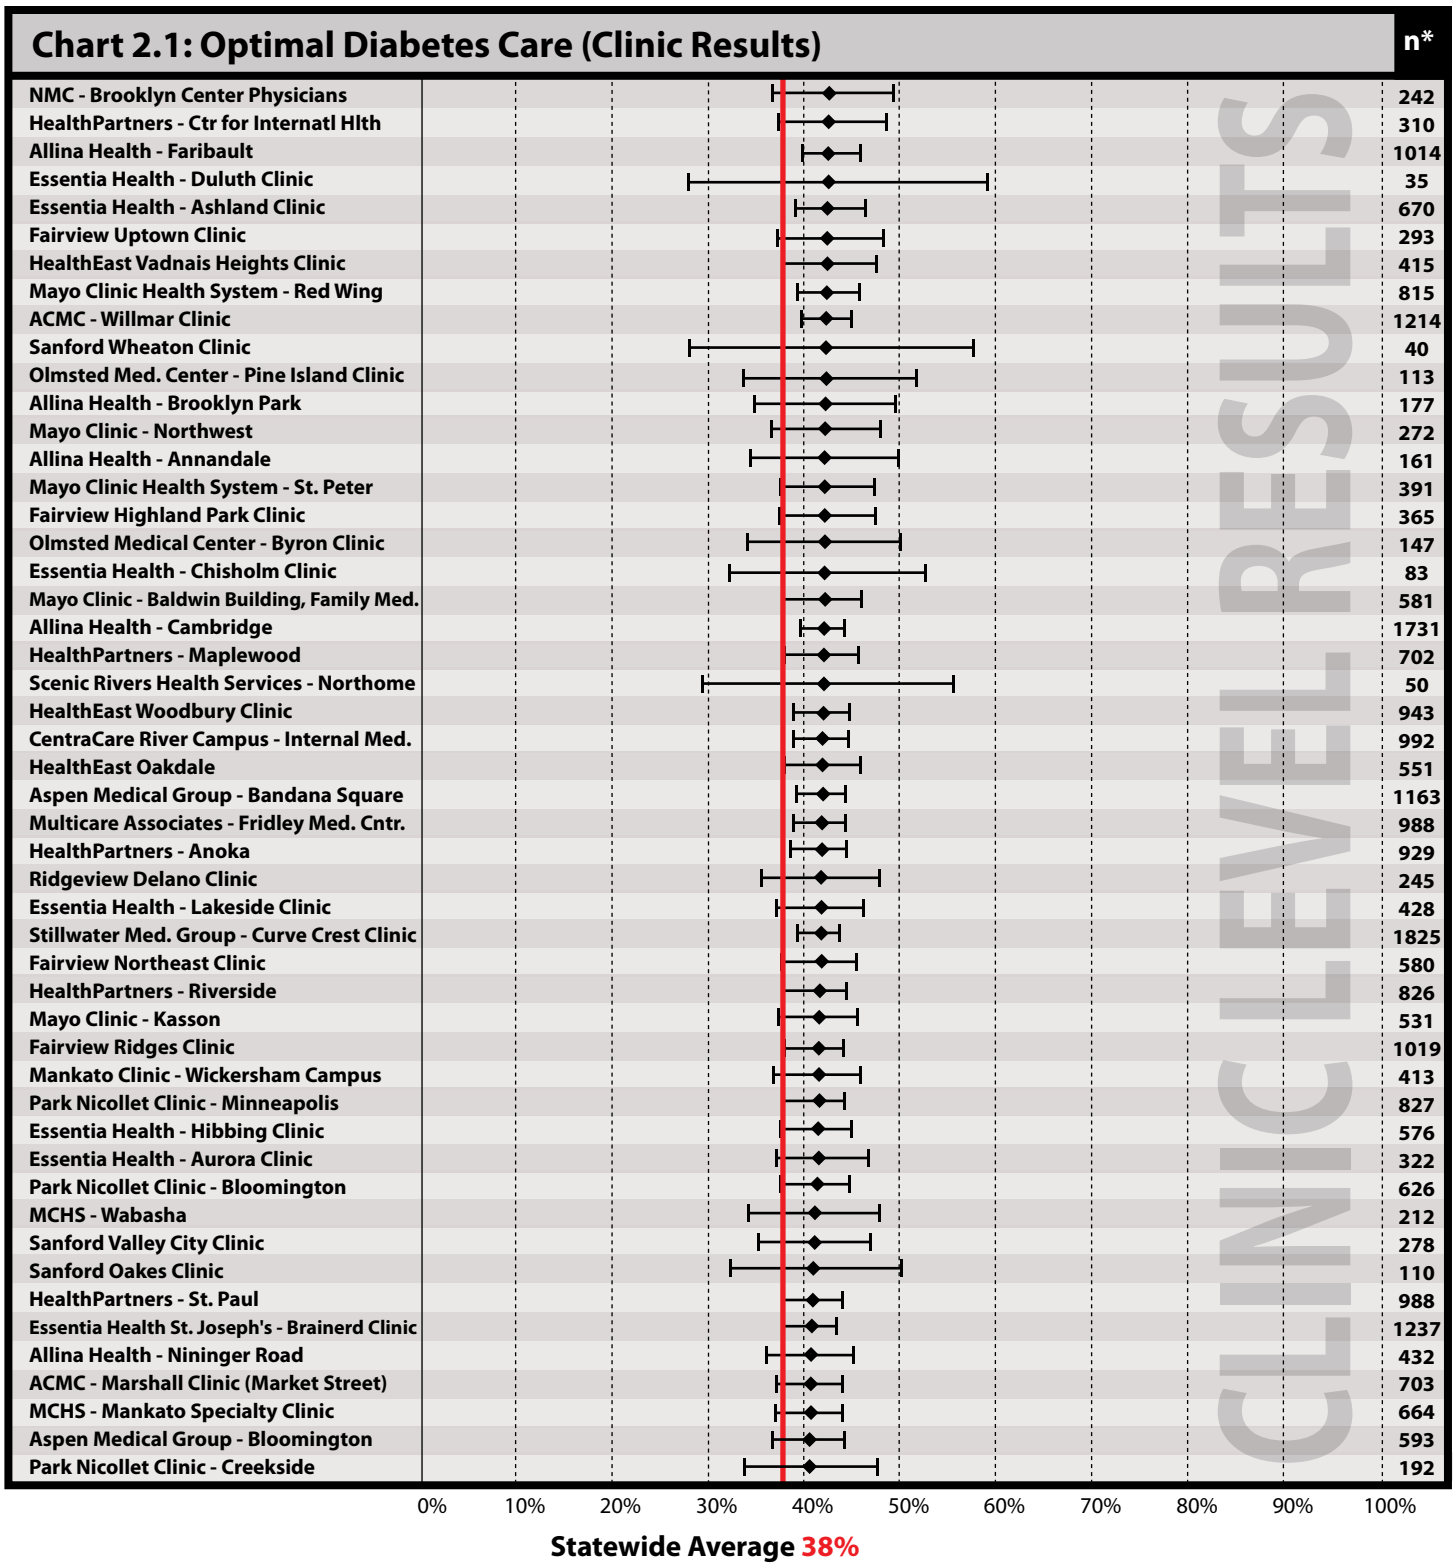 Chart 2.1: Optimal Diabetes Care (Clinic Results) n*
NMC - Brooklyn Center Physicians 242
HealthPartners - Ctr for Internatl Hlth 310
Allina Health - Faribault 1014
Essentia Health - Duluth Clinic 35
Essentia Health - Ashland Clinic 670
Fairview Uptown Clinic 293
HealthEast Vadnais Heights Clinic 415
Mayo Clinic Health System - Red Wing 815
ACMC - Willmar Clinic 1214
Sanford Wheaton Clinic 40
Olmsted Med. Center - Pine Island Clinic 113
Allina Health - Brooklyn Park 177
Mayo Clinic - Northwest 272
Allina Health - Annandale 161
Mayo Clinic Health System - St. Peter 391
Fairview Highland Park Clinic 365
Olmsted Medical Center - Byron Clinic 147
Essentia Health - Chisholm Clinic 83
Mayo Clinic - Baldwin Building, Family Med. 581
Allina Health - Cambridge 1731
HealthPartners - Maplewood 702
Scenic Rivers Health Services - Northome 50
HealthEast Woodbury Clinic 943
CentraCare River Campus - Internal Med. 992
HealthEast Oakdale 551
Aspen Medical Group - Bandana Square 1163
Multicare Associates - Fridley Med. Cntr. 988
HealthPartners - Anoka 929
Ridgeview Delano Clinic 245
Essentia Health - Lakeside Clinic 428
Stillwater Med. Group - Curve Crest Clinic 1825
Fairview Northeast Clinic 580
HealthPartners - Riverside 826
Mayo Clinic - Kasson 531
Fairview Ridges Clinic 1019
Mankato Clinic - Wickersham Campus 413
Park Nicollet Clinic - Minneapolis 827
Essentia Health - Hibbing Clinic 576
Essentia Health - Aurora Clinic 322
Park Nicollet Clinic - Bloomington 626
MCHS - Wabasha 212
Sanford Valley City Clinic 278
Sanford Oakes Clinic 110
HealthPartners - St. Paul 988
Essentia Health St. Joseph's - Brainerd Clinic 1237
Allina Health - Nininger Road 432
ACMC - Marshall Clinic (Market Street) 703
MCHS - Mankato Specialty Clinic 664
Aspen Medical Group - Bloomington 593
Park Nicollet Clinic - Creekside 192
CLINIC LEVEL RESULTS
0% 10% 20% 30% 40% 50% 60% 70% 80% 90% 100%
Statewide Average 38%